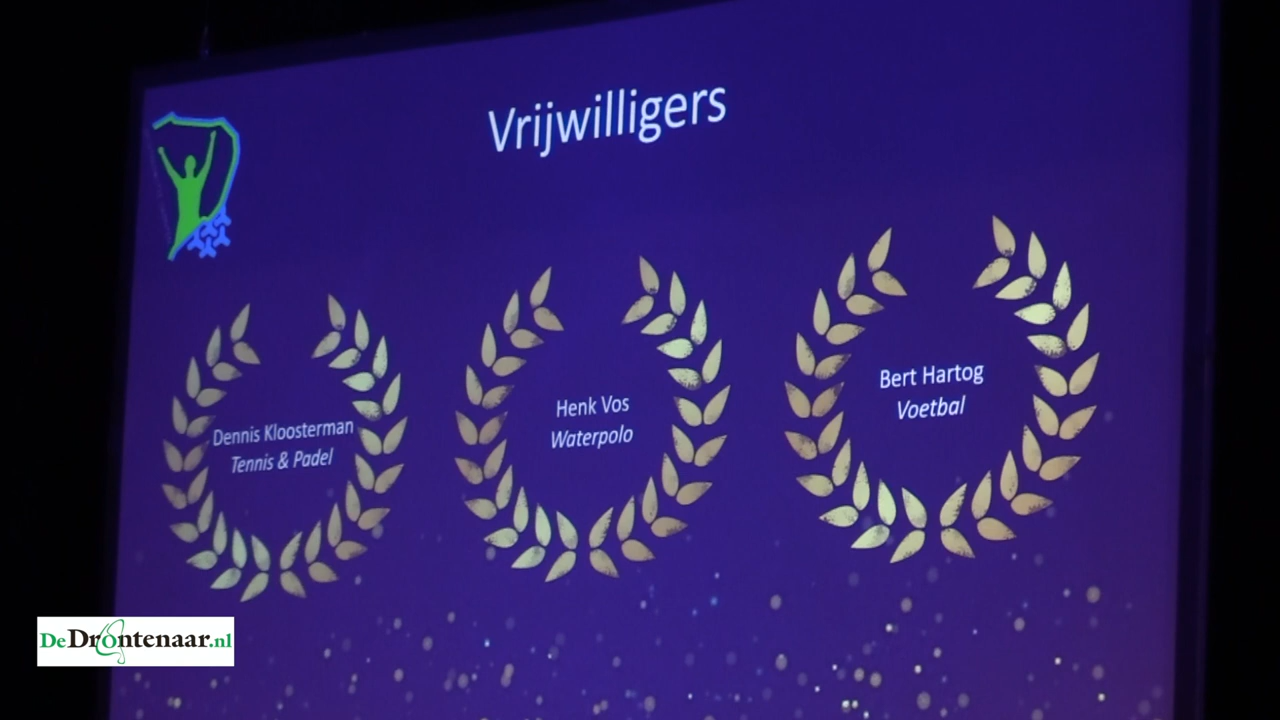 Vrijwilligers
Dennis Kloosterman
Tennis & Padel
Henk Vos
Waterpolo
Bert Hartog
Voetbal
DeDrontenaar.nl